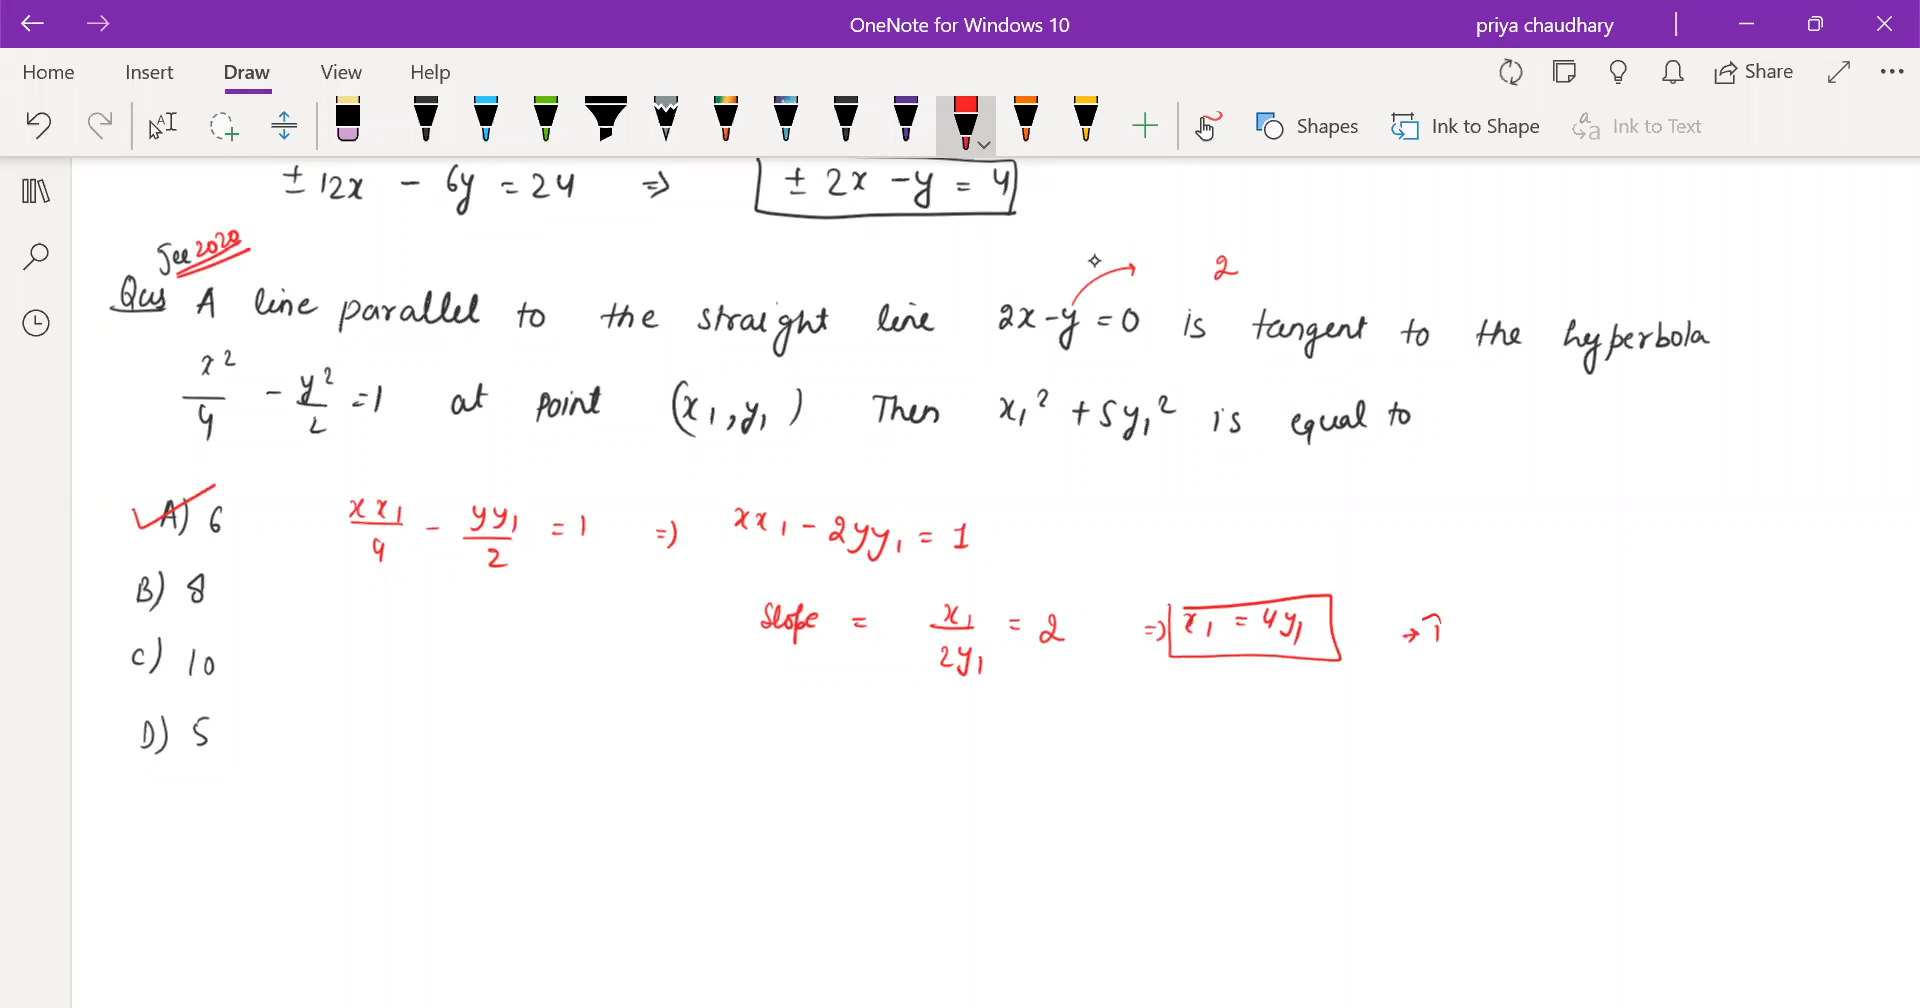 OneNote for Windows 10
priya chaudhary
Home Insert Draw View Help
Share
Shapes Ink to Shape Ink to Text
± 12x - 6y = 24 ⇒ ± 2x - y = 4
Jee 2020
2
Qus A line parallel to the straight line 2x-y=0 is tangent to the hyperbola
x²/4 - y²/2 = 1 at point (x₁, y₁) Then x₁² + 5y₁² is equal to
A) 6
xx₁/4 - yy₁/2 = 1 ⇒ xx₁ - 2yy₁ = 1
B) 8
Slope = x₁/2y₁ = 2 ⇒ x₁ = 4y₁ →
C) 10
D) 5